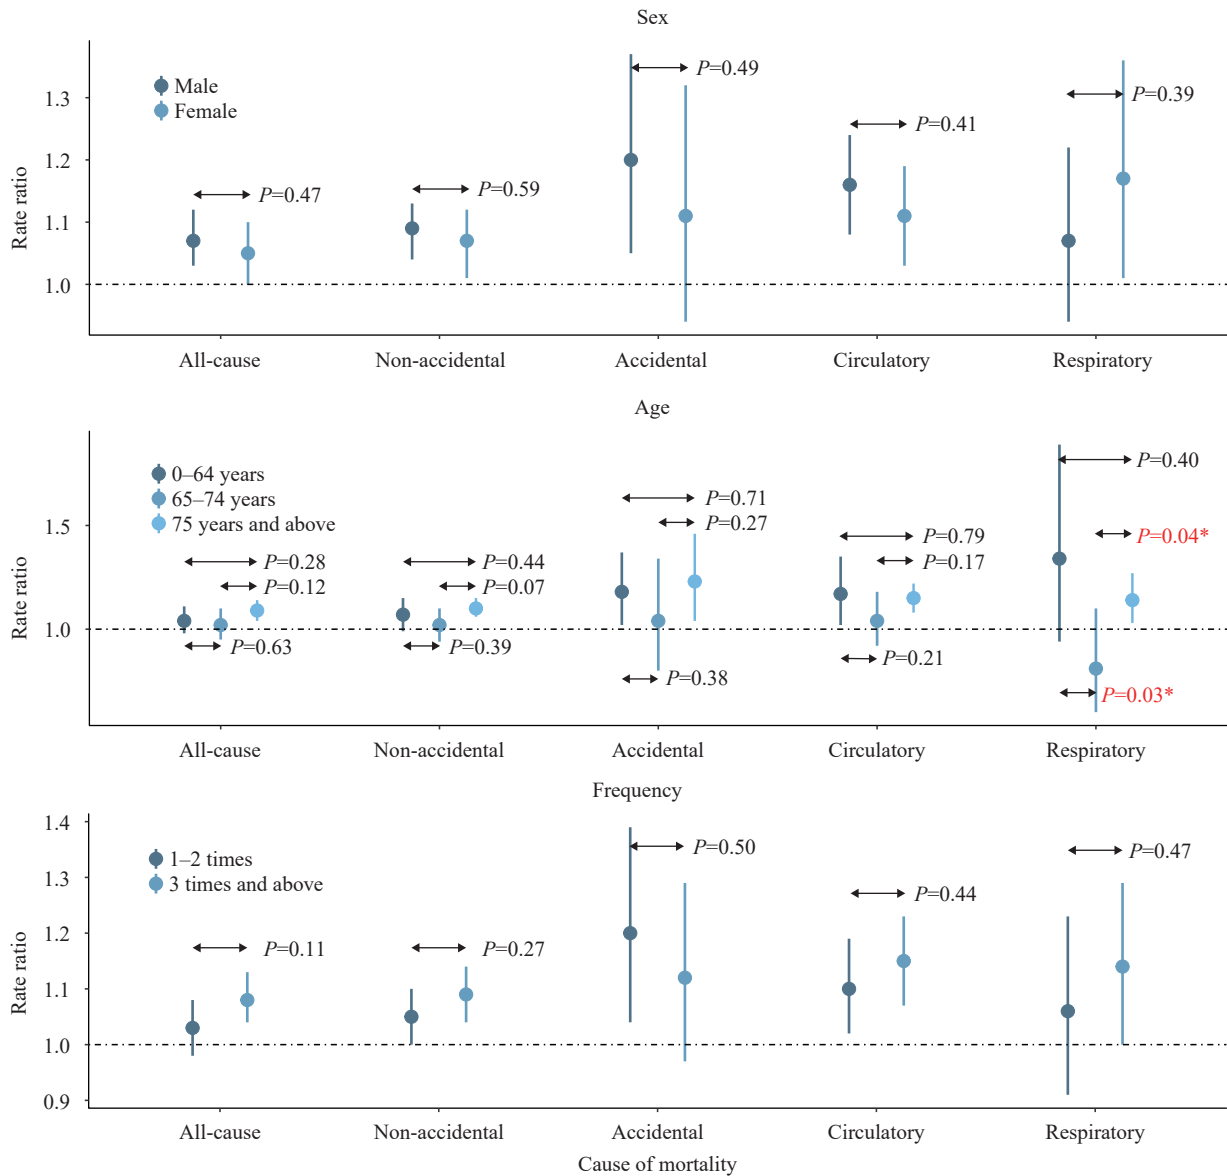 Sex
Male
Female
P=0.47
P=0.59
P=0.49
P=0.41
P=0.39
Rate ratio
1.3
1.2
1.1
1.0
All-cause Non-accidental Accidental Circulatory Respiratory
Age
0–64 years
65–74 years
75 years and above
P=0.28
P=0.12
P=0.63
P=0.44
P=0.07
P=0.39
P=0.71
P=0.27
P=0.38
P=0.79
P=0.17
P=0.21
P=0.40
P=0.04*
P=0.03*
Rate ratio
1.5
1.0
All-cause Non-accidental Accidental Circulatory Respiratory
Frequency
1–2 times
3 times and above
P=0.11
P=0.27
P=0.50
P=0.44
P=0.47
Rate ratio
1.4
1.3
1.2
1.1
1.0
0.9
All-cause Non-accidental Accidental Circulatory Respiratory
Cause of mortality